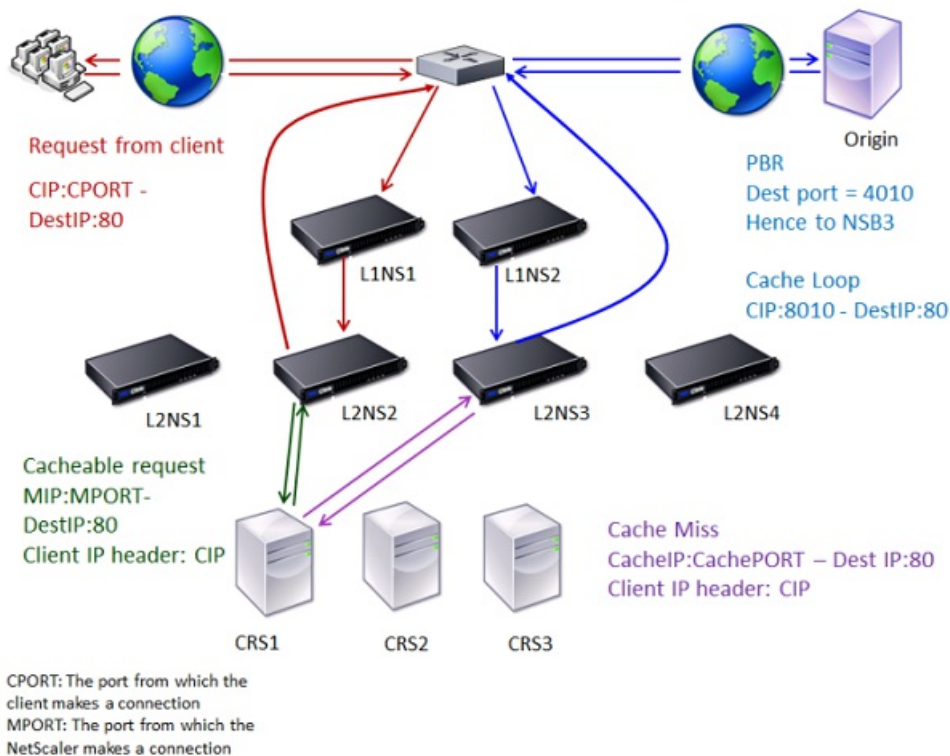 Origin
Request from client
CIP:CPORT -
DestIP:80
PBR
Dest port = 4010
Hence to NSB3
Cache Loop
CIP:8010 - DestIP:80
L1NS1
L1NS2
L2NS1
L2NS2
L2NS3
L2NS4
Cacheable request
MIP:MPORT-
DestIP:80
Client IP header: CIP
Cache Miss
CacheIP:CachePORT – Dest IP:80
Client IP header: CIP
CRS1
CRS2
CRS3
CPORT: The port from which the
client makes a connection
MPORT: The port from which the
NetScaler makes a connection